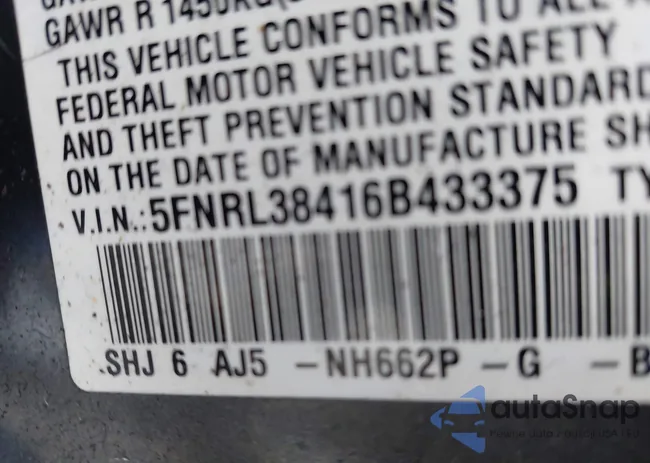 GAWR R 1450KG(
THIS VEHICLE CONFORMS TO ALL
FEDERAL MOTOR VEHICLE SAFETY
AND THEFT PREVENTION STANDARD
ON THE DATE OF MANUFACTURE SH
V.I.N.:5FNRL38416B433375 TY
SHJ 6 AJ5 -NH662P -G -B
autoSnap